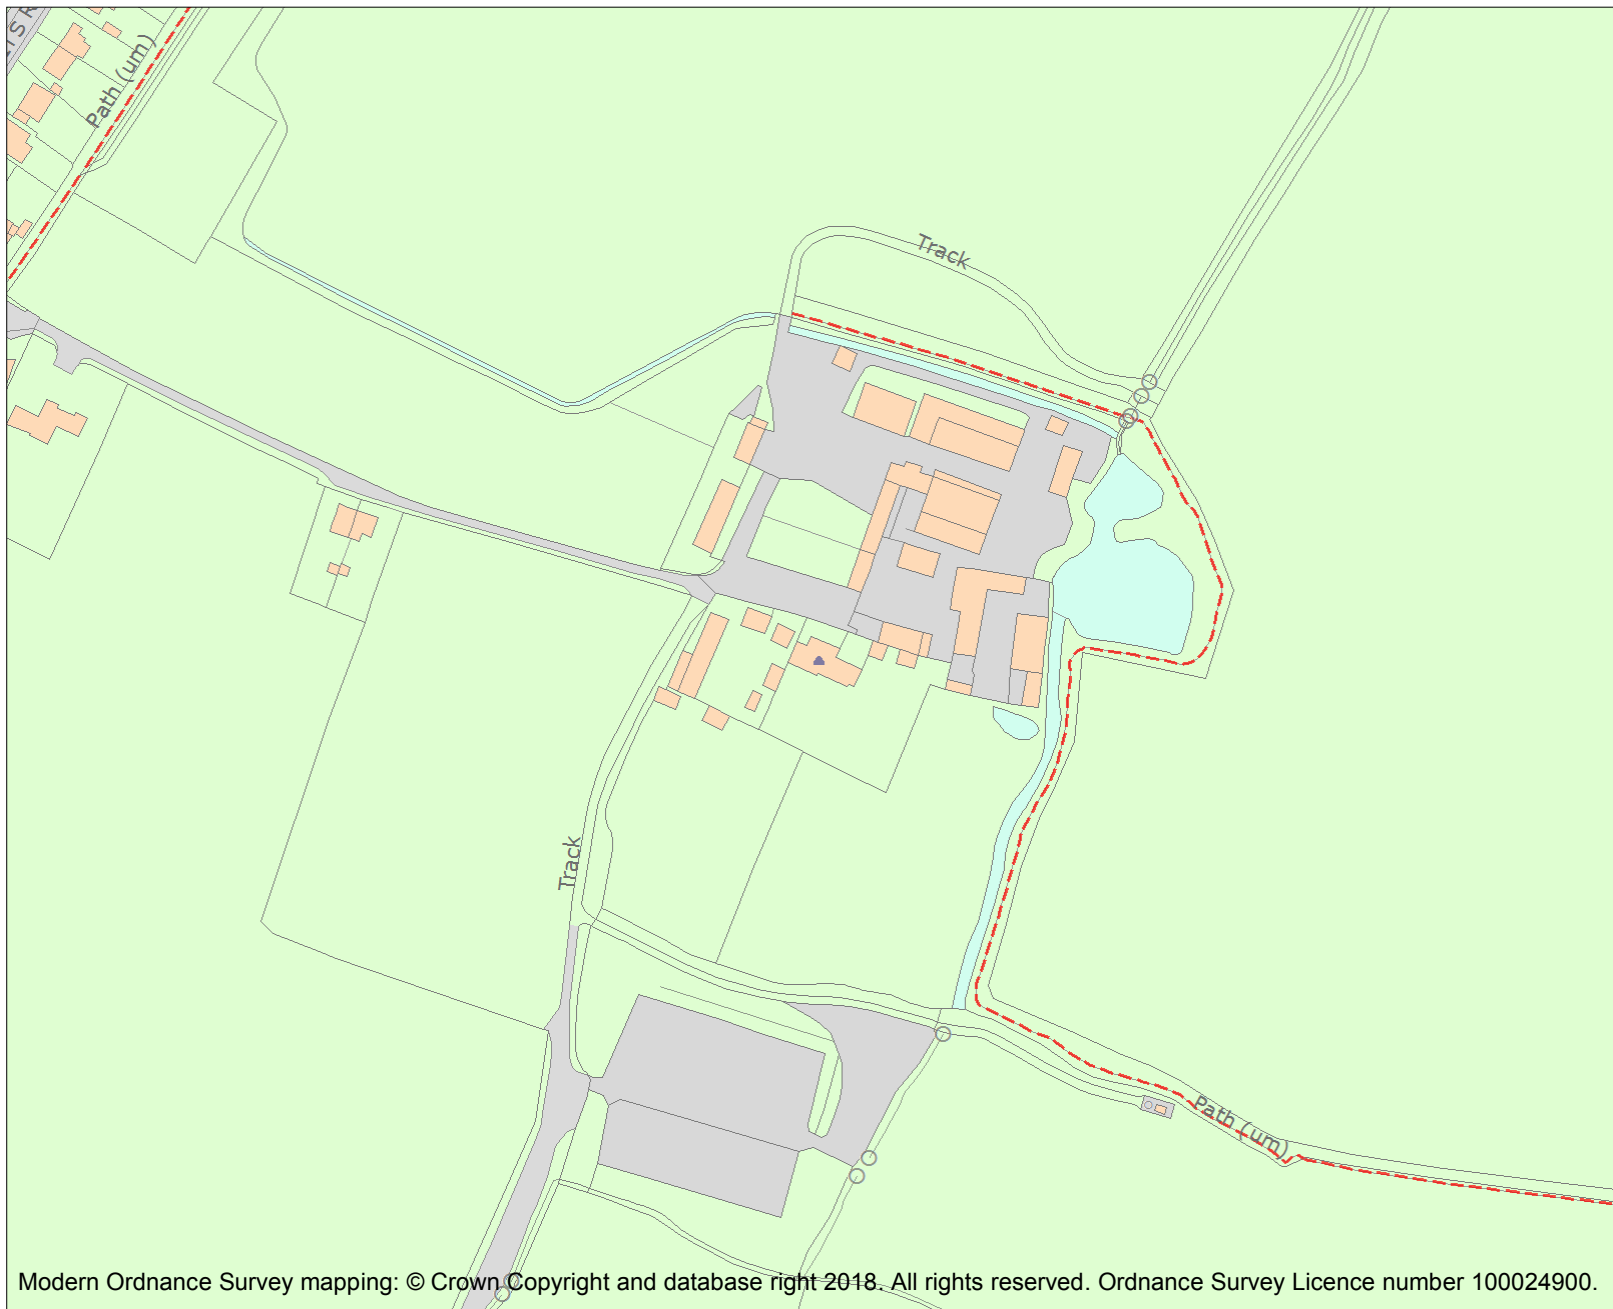 Path (um)
Track
Track
Path (um)
Modern Ordnance Survey mapping: © Crown Copyright and database right 2018. All rights reserved. Ordnance Survey Licence number 100024900.